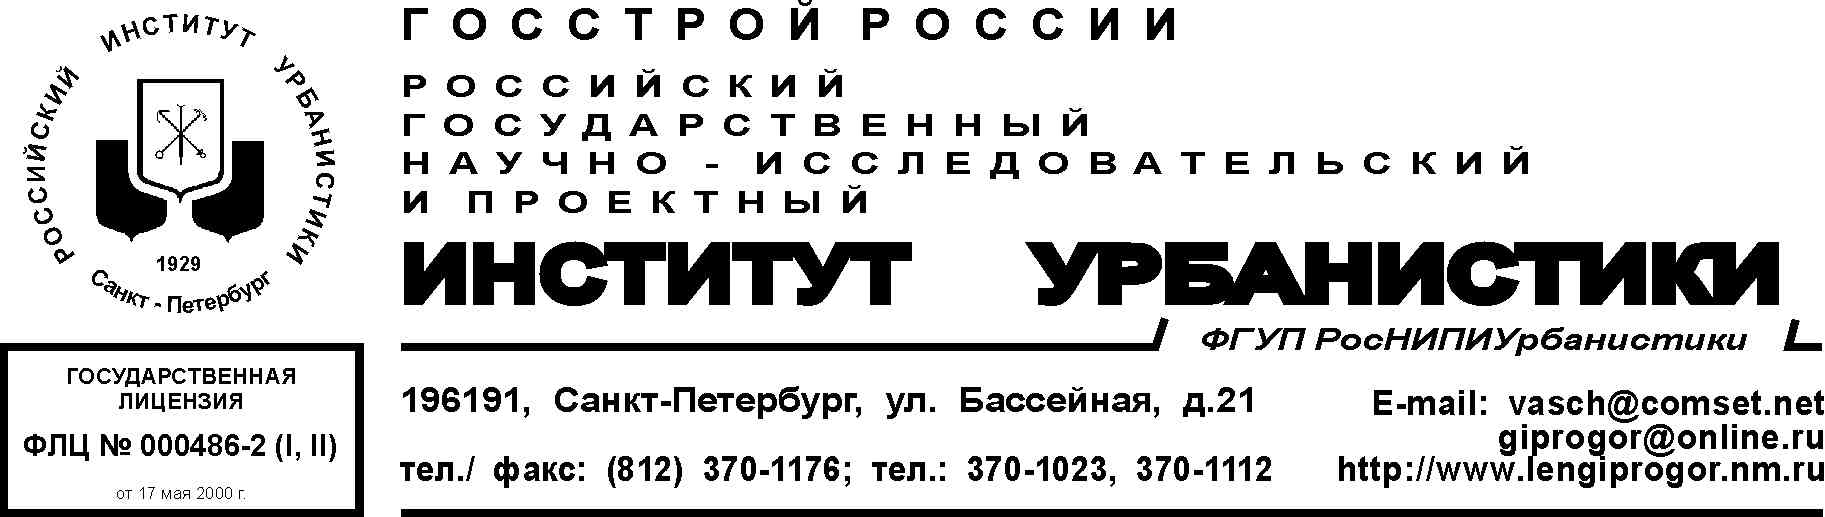 РОССИЙСКИЙ ИНСТИТУТ УРБАНИСТИКИ
1929
Санкт - Петербург
ГОССТРОЙ РОССИИ
РОССИЙСКИЙ
ГОСУДАРСТВЕННЫЙ
НАУЧНО - ИССЛЕДОВАТЕЛЬСКИЙ
И ПРОЕКТНЫЙ
ИНСТИТУТ УРБАНИСТИКИ
ФГУП РосНИПИУрбанистики
ГОСУДАРСТВЕННАЯ
ЛИЦЕНЗИЯ
ФЛЦ № 000486-2 (I, II)
от 17 мая 2000 г.
196191, Санкт-Петербург, ул. Бассейная, д.21
тел./ факс: (812) 370-1176; тел.: 370-1023, 370-1112
E-mail: vasch@comset.net
giprogor@online.ru
http://www.lengiprogor.nm.ru